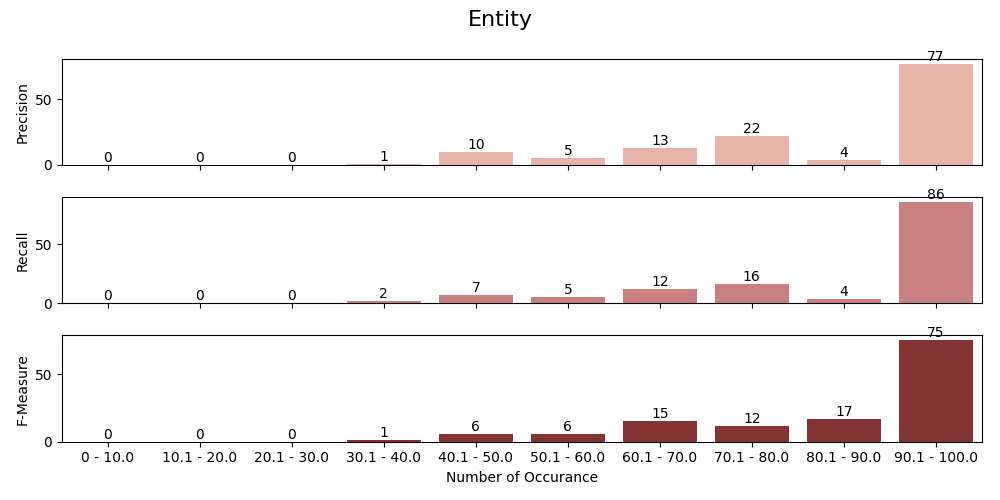 Entity
Precision
50
0
0 0 0 1 10 5 13 22 4 77
Recall
50
0
0 0 0 2 7 5 12 16 4 86
F-Measure
50
0
0 0 0 1 6 6 15 12 17 75
0 - 10.0 10.1 - 20.0 20.1 - 30.0 30.1 - 40.0 40.1 - 50.0 50.1 - 60.0 60.1 - 70.0 70.1 - 80.0 80.1 - 90.0 90.1 - 100.0
Number of Occurance